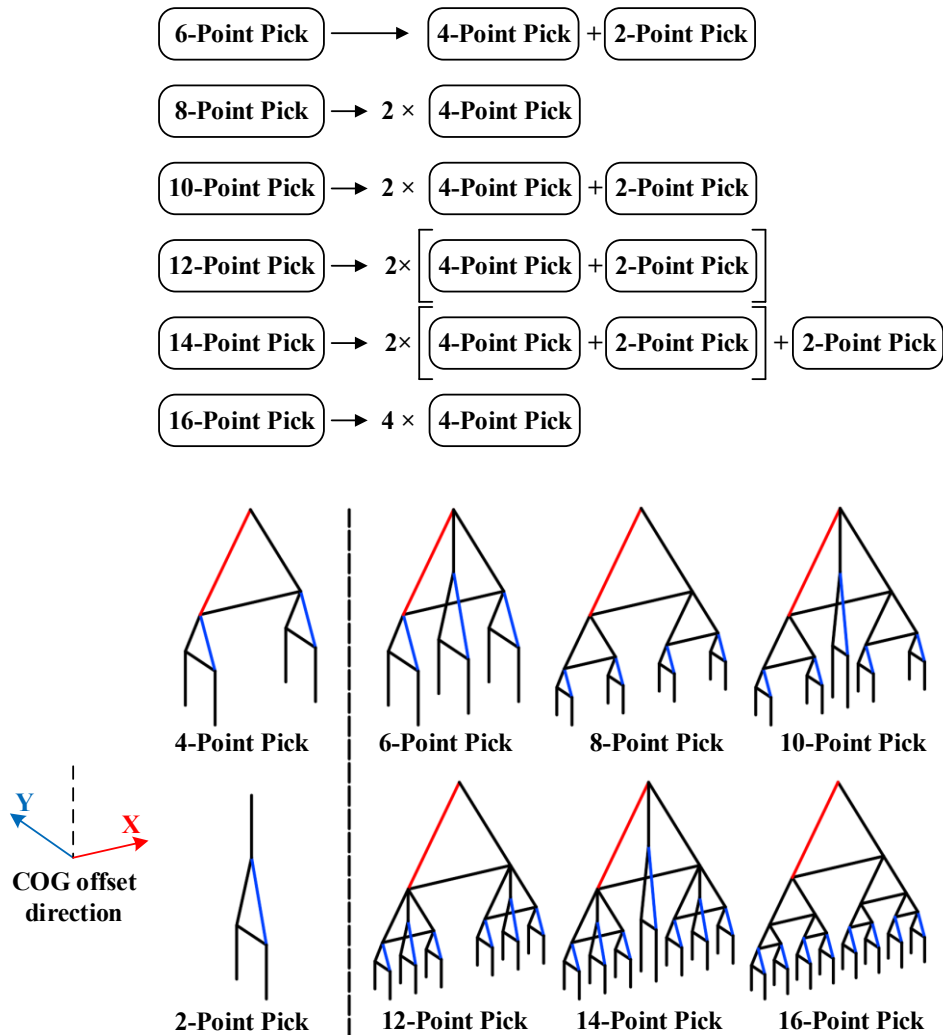 6-Point Pick 4-Point Pick + 2-Point Pick
8-Point Pick 2 × 4-Point Pick
10-Point Pick 2 × 4-Point Pick + 2-Point Pick
12-Point Pick 2× [ 4-Point Pick + 2-Point Pick ]
14-Point Pick 2× [ 4-Point Pick + 2-Point Pick ] + 2-Point Pick
16-Point Pick 4 × 4-Point Pick
4-Point Pick 6-Point Pick 8-Point Pick 10-Point Pick
Y
X
COG offset
direction
2-Point Pick 12-Point Pick 14-Point Pick 16-Point Pick